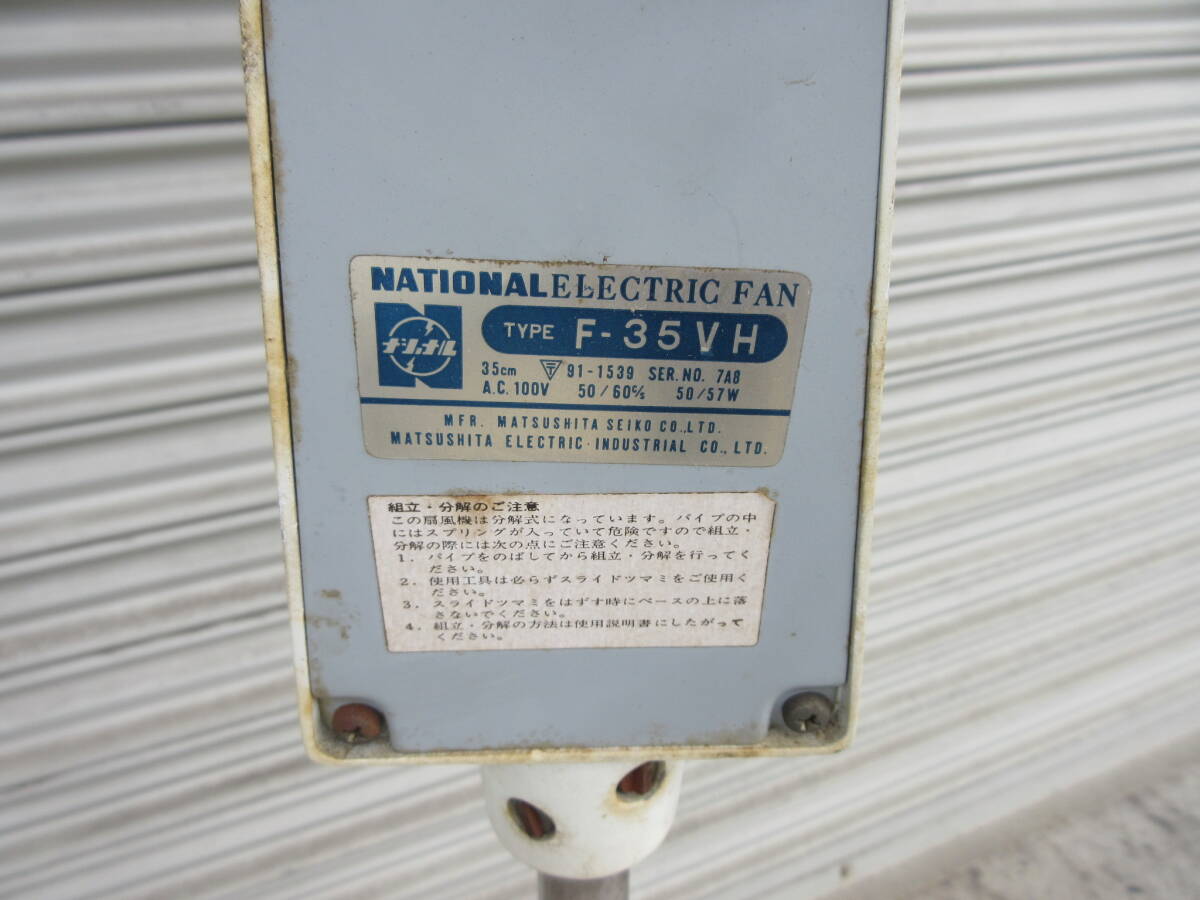 NATIONAL ELECTRIC FAN
ナショナル
TYPE F-35VH
35cm 〒 91-1539 SER.NO. 7A8
A.C. 100V 50/60c/s 50/57W
MFR. MATSUSHITA SEIKO CO.,LTD.
MATSUSHITA ELECTRIC INDUSTRIAL CO., LTD.
組立・分解のご注意
この扇風機は分解式になっています。パイプの中
にはスプリングが入っていて危険ですので組立・
分解の際には次の点にご注意ください。
1. パイプをのばしてから組立・分解を行ってく
ださい。
2. 使用工具は必らずスライドツマミをご使用く
ださい。
3. スライドツマミをはずす時にベースの上に落
さないでください。
4. 組立・分解の方法は使用説明書にしたがって
ください。